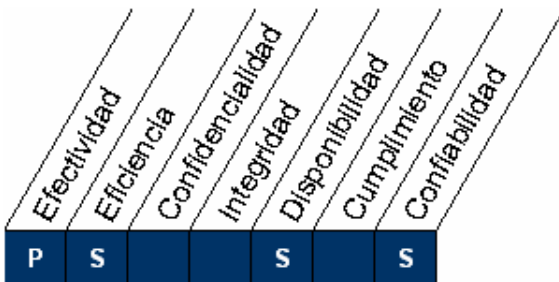 Efectividad
Eficiencia
Confidencialidad
Integridad
Disponibilidad
Cumplimiento
Confiabilidad
P S S S